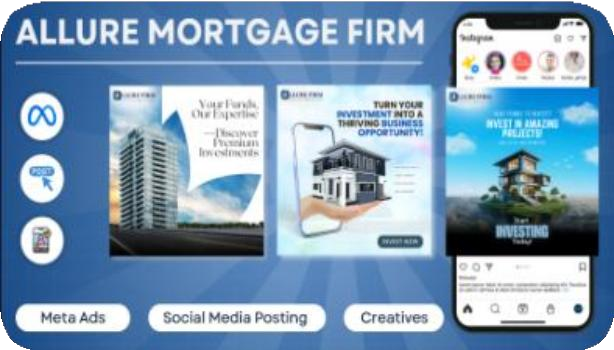 ALLURE MORTGAGE FIRM
Instagram
POST
Your Funds,
Our Expertise
—Discover
Premium
Investments
TURN YOUR
INVESTMENT INTO A
THRIVING BUSINESS
OPPORTUNITY!
INVEST NOW
INVEST IN AMAZING
PROJECTS!
Start
INVESTING
Today!
Meta Ads
Social Media Posting
Creatives